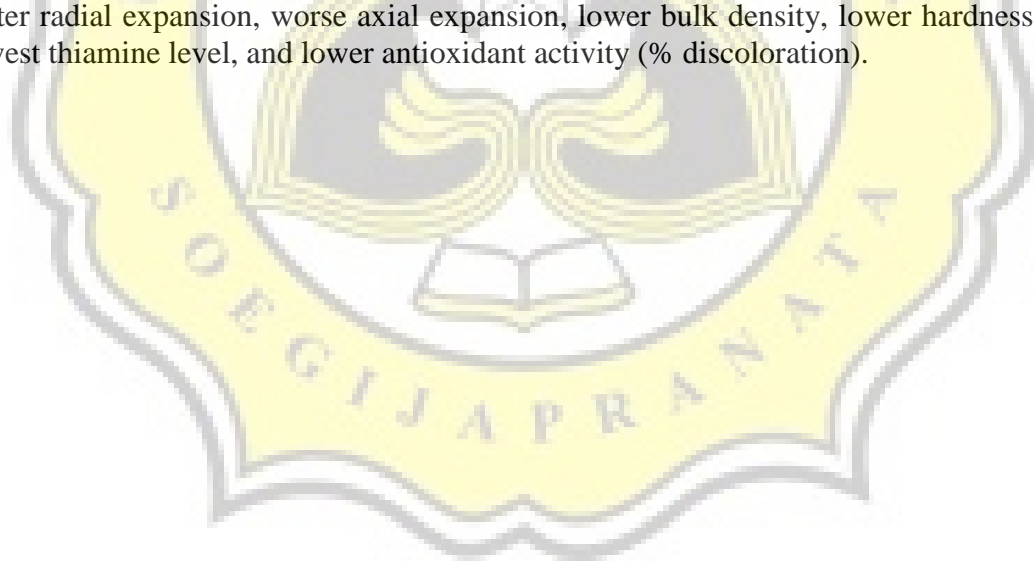 ter radial expansion, worse axial expansion, lower bulk density, lower hardness
vest thiamine level, and lower antioxidant activity (% discoloration).
SOEGIJAPRANATA